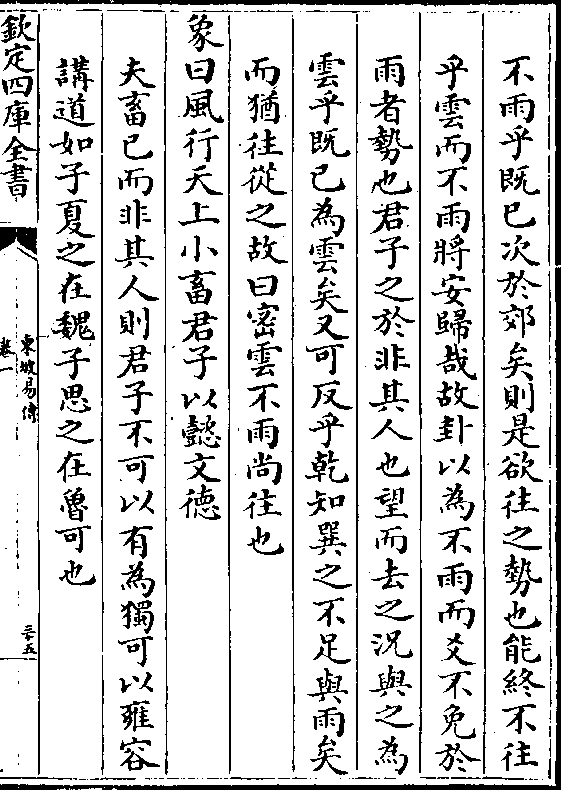 不雨乎既已次於郊矣則是欲往之勢也能終不往
乎雲而不雨將安歸哉故卦以為不雨而爻不免於
雨者勢也君子之於非其人也望而去之況與之為
雲乎既已為雲矣又可反乎乾知巽之不足與雨矣
而猶往從之故曰密雲不雨尚往也
象曰風行天上小畜君子以懿文德
夫畜已而非其人則君子不可以有為獨可以雍容
講道如子夏之在魏子思之在魯可也
欽定四庫全書
東坡易傳
卷一
三十五